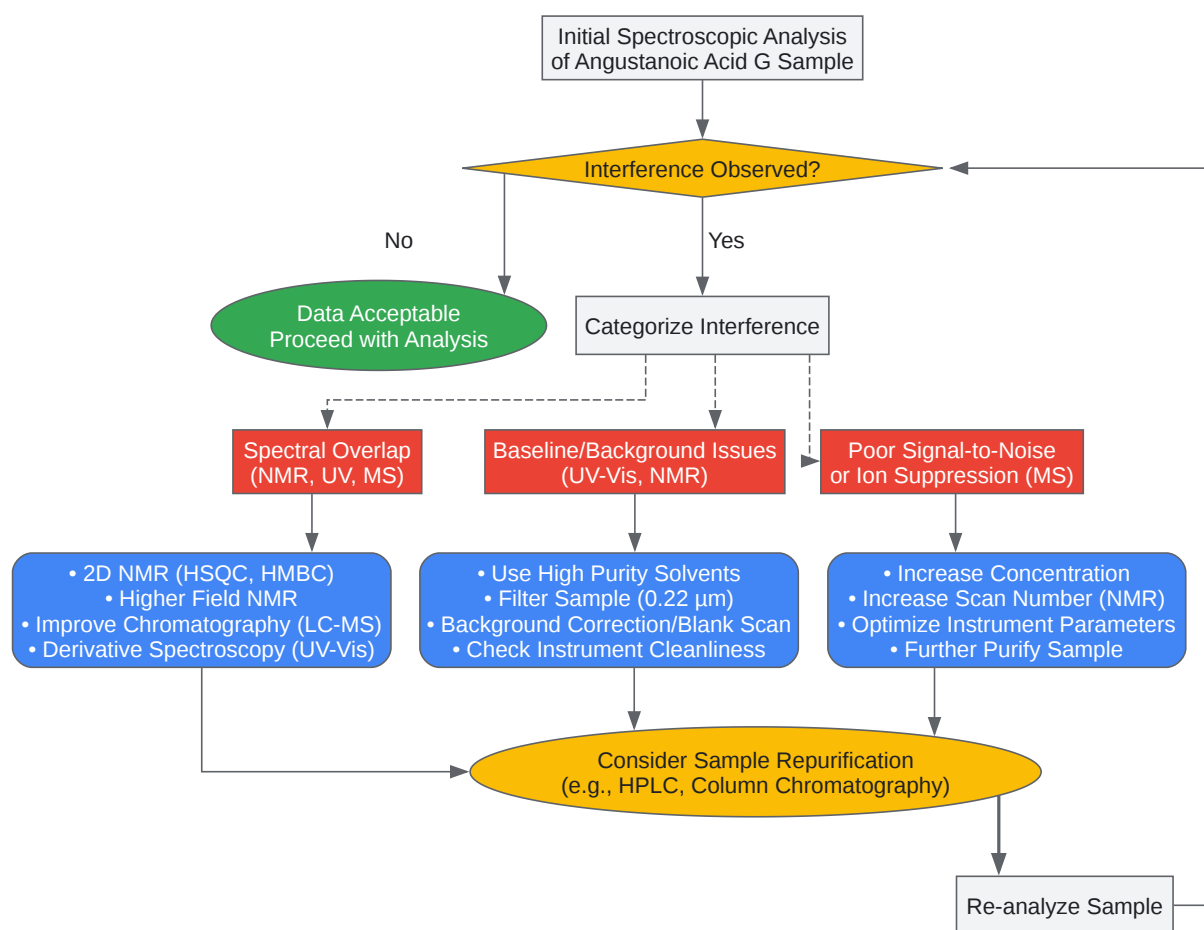 Initial Spectroscopic Analysis
of Angustanoic Acid G Sample
Interference Observed?
No
Yes
Data Acceptable
Proceed with Analysis
Categorize Interference
Spectral Overlap
(NMR, UV, MS)
Baseline/Background Issues
(UV-Vis, NMR)
Poor Signal-to-Noise
or Ion Suppression (MS)
• 2D NMR (HSQC, HMBC)
• Higher Field NMR
• Improve Chromatography (LC-MS)
• Derivative Spectroscopy (UV-Vis)
• Use High Purity Solvents
• Filter Sample (0.22 µm)
• Background Correction/Blank Scan
• Check Instrument Cleanliness
• Increase Concentration
• Increase Scan Number (NMR)
• Optimize Instrument Parameters
• Further Purify Sample
Consider Sample Repurification
(e.g., HPLC, Column Chromatography)
Re-analyze Sample